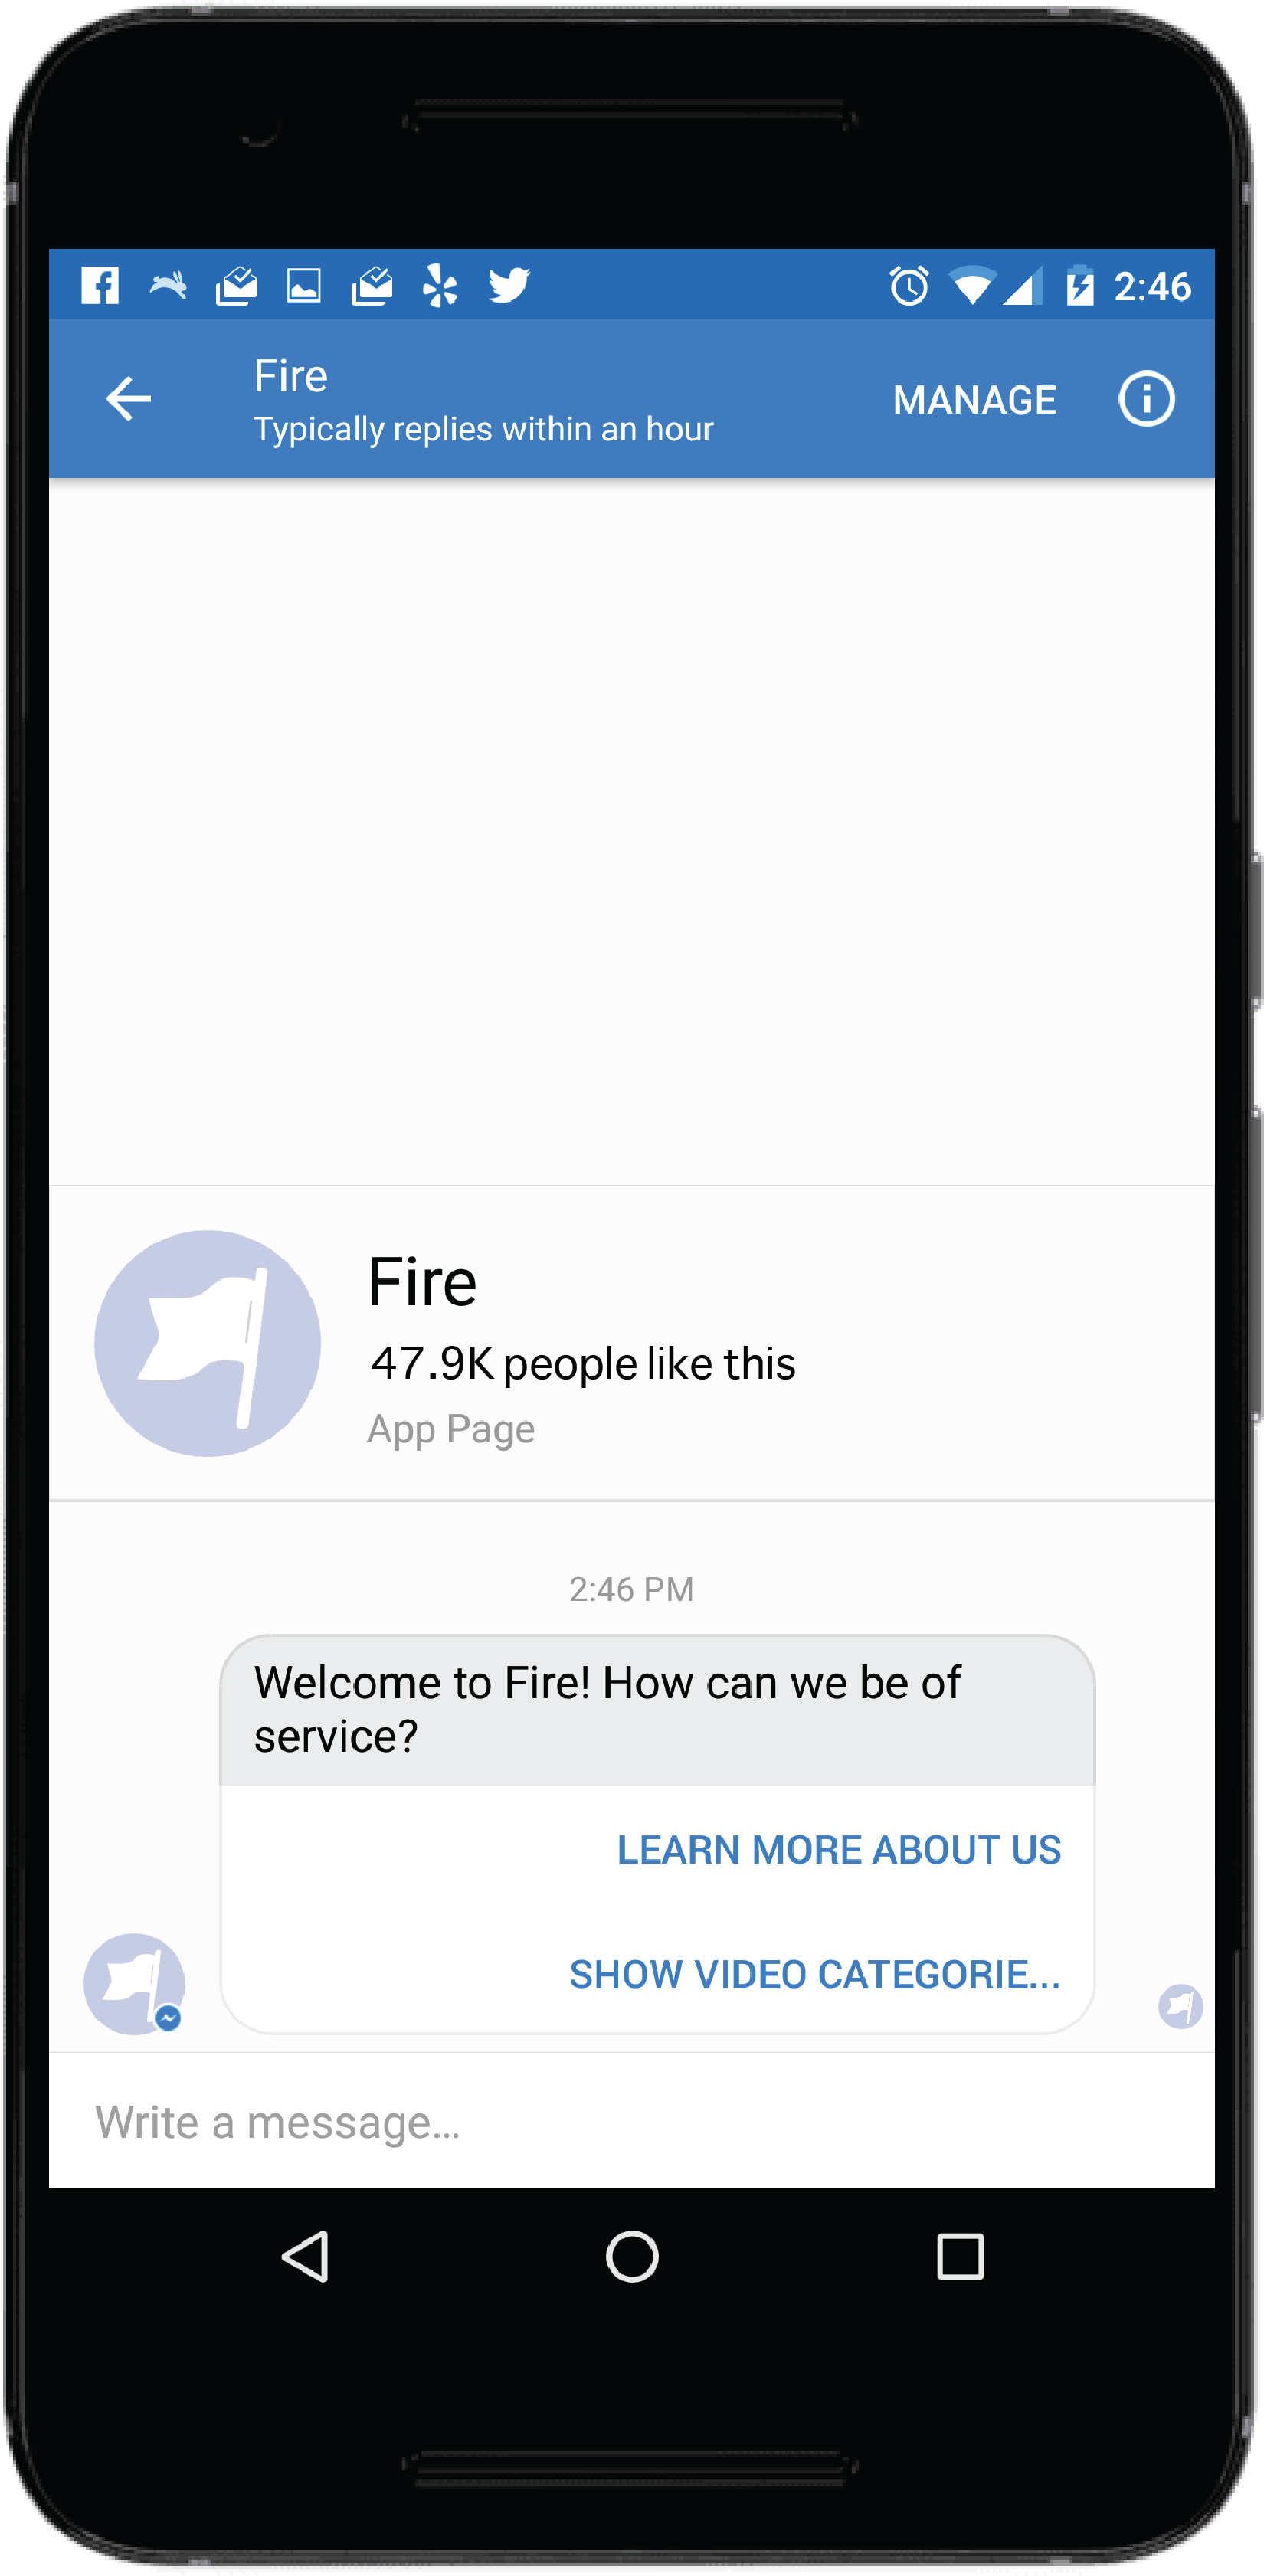 2:46
Fire
Typically replies within an hour
MANAGE
Fire
47.9K people like this
App Page
2:46 PM
Welcome to Fire! How can we be of
service?
LEARN MORE ABOUT US
SHOW VIDEO CATEGORIE...
Write a message...